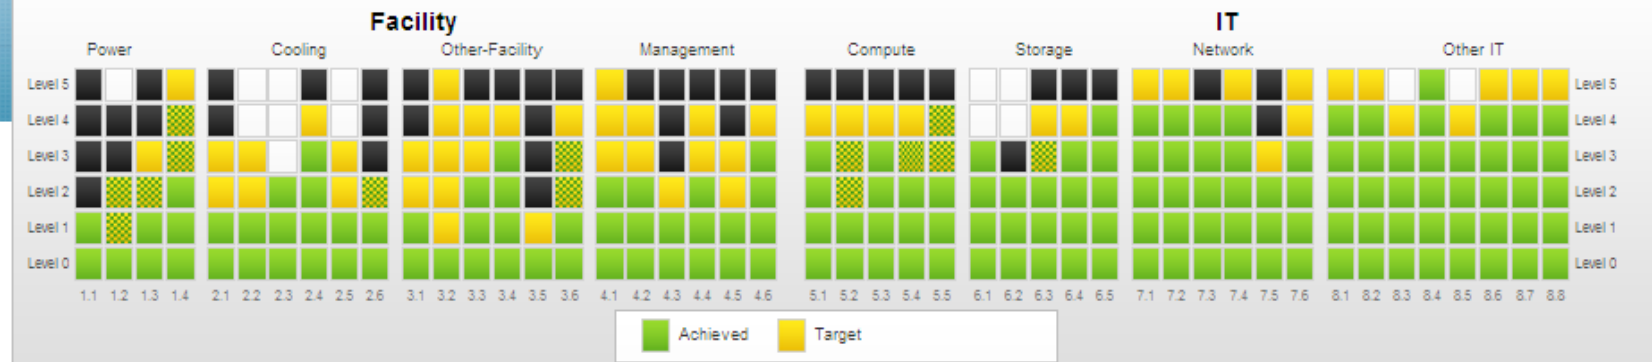 Facility IT
Power Cooling Other-Facility Management Compute Storage Network Other IT
Level 5 Level 5
Level 4 Level 4
Level 3 Level 3
Level 2 Level 2
Level 1 Level 1
Level 0 Level 0
1.1 1.2 1.3 1.4 2.1 2.2 2.3 2.4 2.5 2.6 3.1 3.2 3.3 3.4 3.5 3.6 4.1 4.2 4.3 4.4 4.5 4.6 5.1 5.2 5.3 5.4 5.5 6.1 6.2 6.3 6.4 6.5 7.1 7.2 7.3 7.4 7.5 7.6 8.1 8.2 8.3 8.4 8.5 8.6 8.7 8.8
Achieved Target